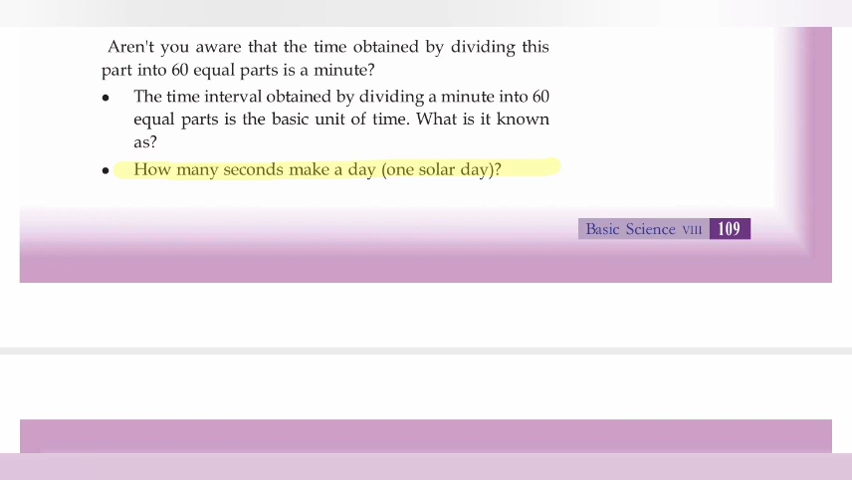 Aren't you aware that the time obtained by dividing this
part into 60 equal parts is a minute?
• The time interval obtained by dividing a minute into 60
equal parts is the basic unit of time. What is it known
as?
• How many seconds make a day (one solar day)?
Basic Science VIII 109